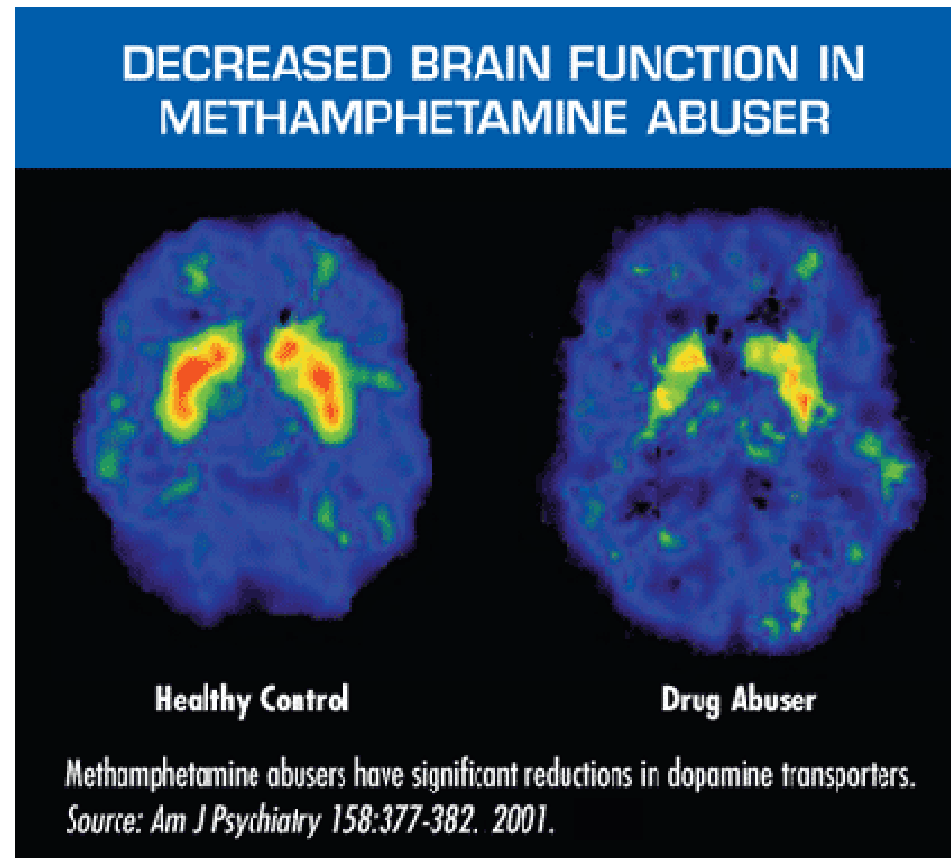 DECREASED BRAIN FUNCTION IN
METHAMPHETAMINE ABUSER
Healthy Control
Drug Abuser
Methamphetamine abusers have significant reductions in dopamine transporters.
Source: Am J Psychiatry 158:377-382. 2001.